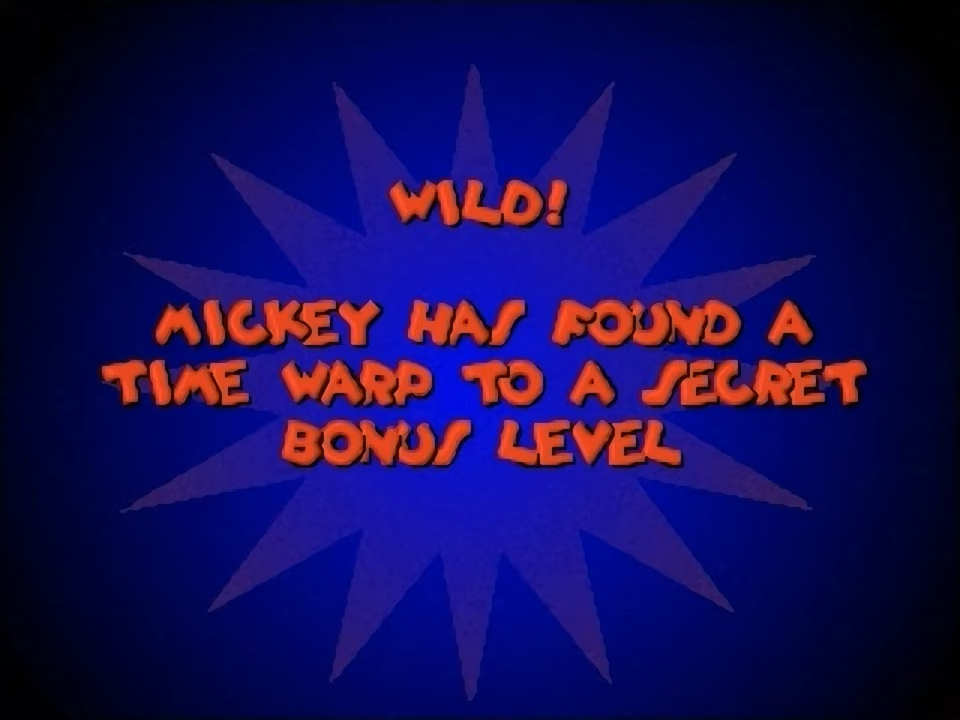 WILD!
MICKEY HAS FOUND A
TIME WARP TO A SECRET
BONUS LEVEL